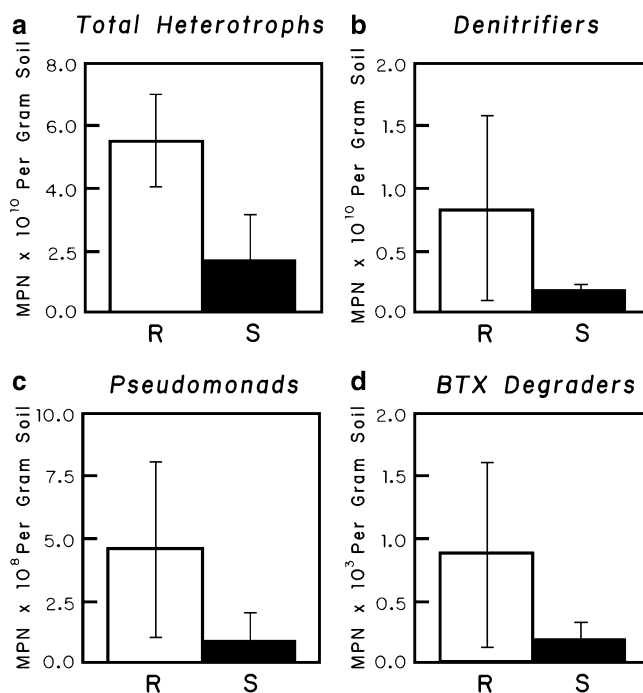 a Total Heterotrophs
MPN x 10^10 Per Gram Soil
8.0
6.0
4.0
2.5
0.0
R S
b Denitrifiers
MPN x 10^10 Per Gram Soil
2.0
1.5
1.0
0.5
0.0
R S
c Pseudomonads
MPN x 10^8 Per Gram Soil
10.0
7.5
5.0
2.5
0.0
R S
d BTX Degraders
MPN x 10^3 Per Gram Soil
2.0
1.5
1.0
0.5
0.0
R S